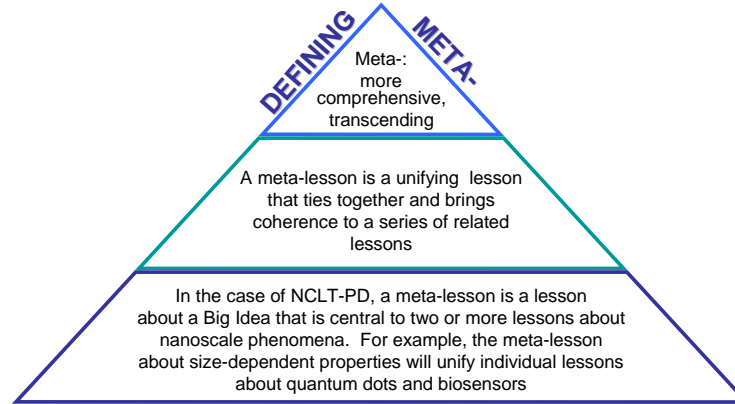 DEFINING
META-
Meta-:
more
comprehensive,
transcending
A meta-lesson is a unifying lesson
that ties together and brings
coherence to a series of related
lessons
In the case of NCLT-PD, a meta-lesson is a lesson
about a Big Idea that is central to two or more lessons about
nanoscale phenomena. For example, the meta-lesson
about size-dependent properties will unify individual lessons
about quantum dots and biosensors